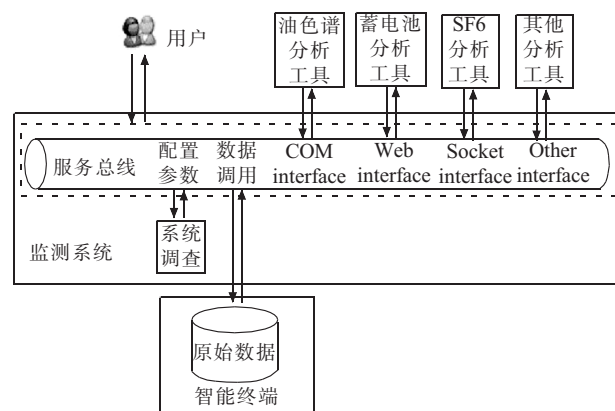 用户
油色谱
分析
工具
蓄电池
分析
工具
SF6
分析
工具
其他
分析
工具
服务总线
配置
参数
数据
调用
COM
interface
Web
interface
Socket
interface
Other
interface
监测系统
系统
调查
原始数据
智能终端